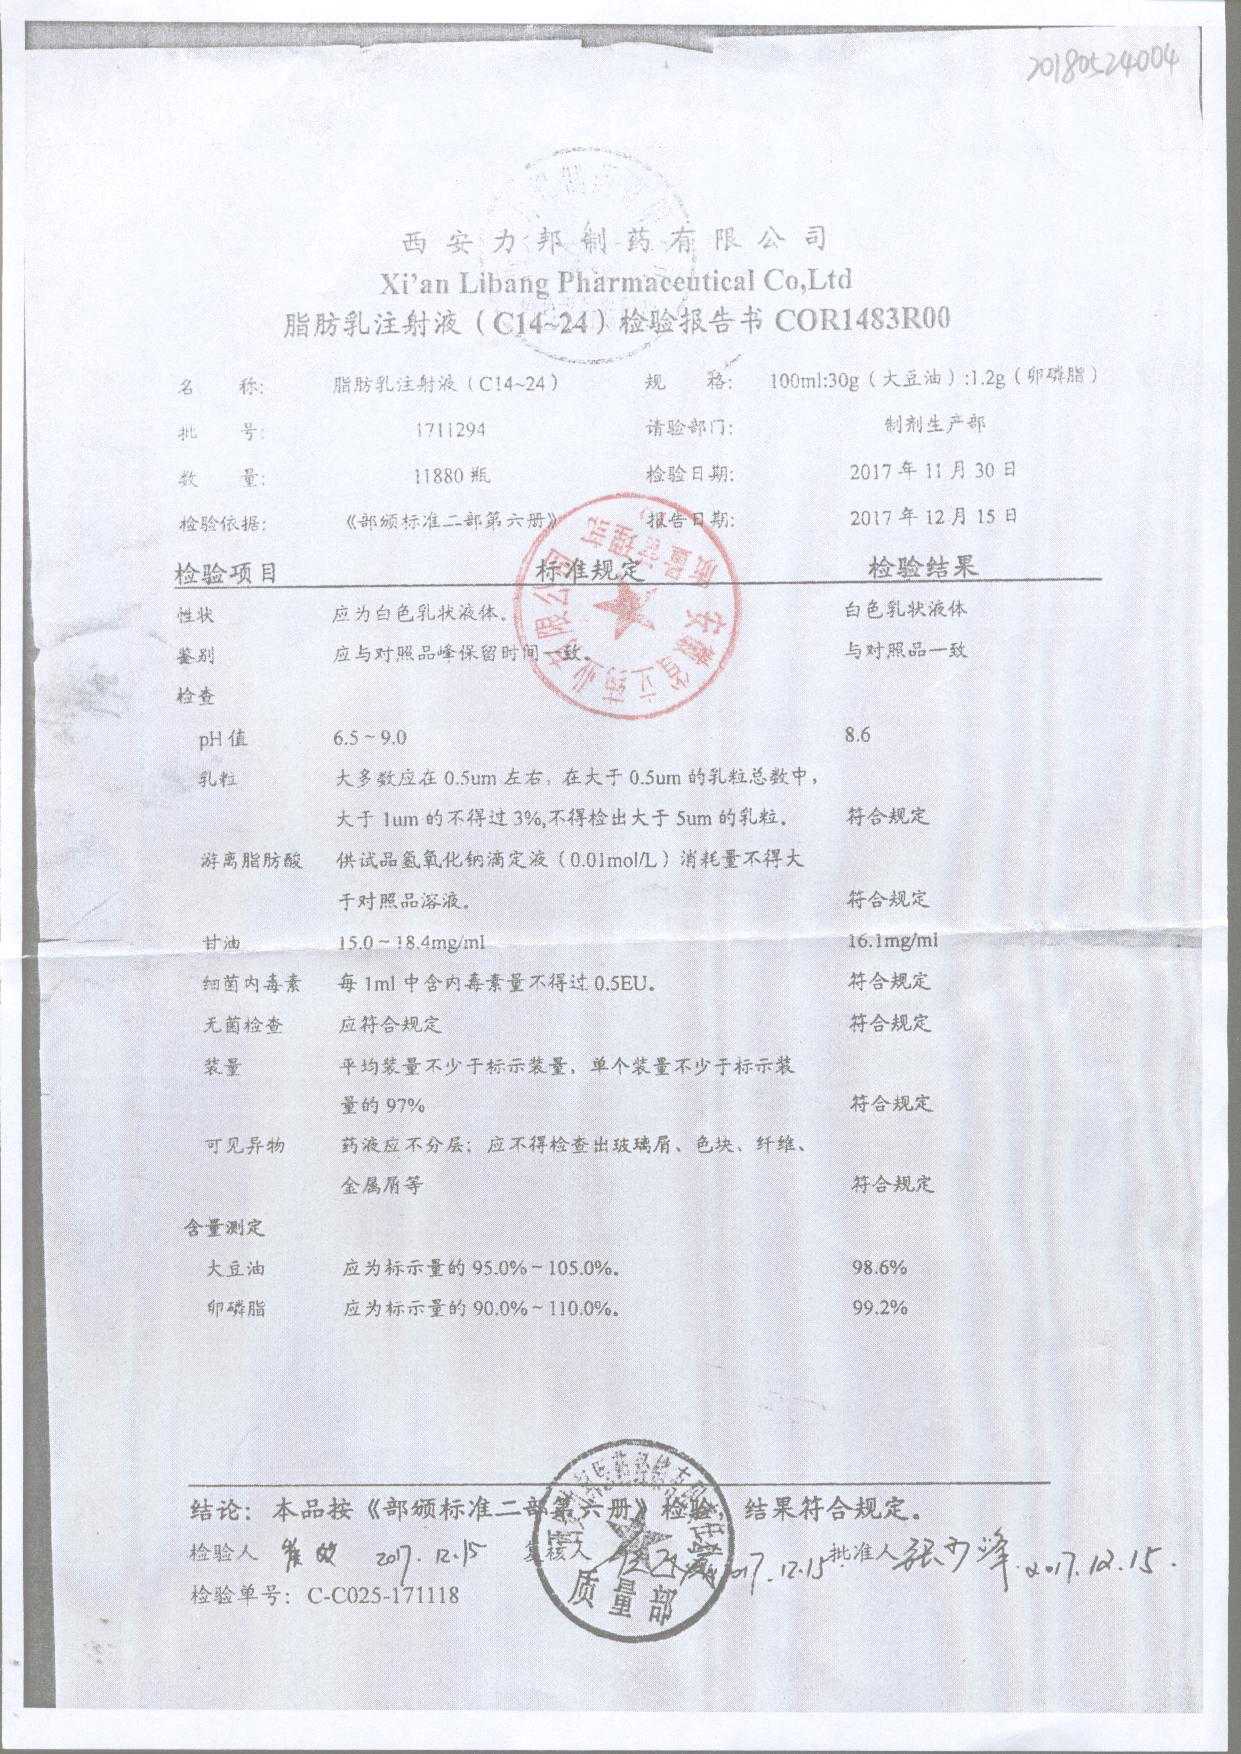 20180524004
西安力邦制药有限公司
Xi'an Libang Pharmaceutical Co,Ltd
脂肪乳注射液（C14~24）检验报告书 COR1483R00
名 称: 脂肪乳注射液（C14~24） 规 格: 100ml:30g（大豆油）:1.2g（卵磷脂）
批 号: 1711294 请验部门: 制剂生产部
数 量: 11880 瓶 检验日期: 2017 年 11 月 30 日
检验依据: 《部颁标准二部第六册》 报告日期: 2017 年 12 月 15 日
检验项目 标准规定 检验结果
性状 应为白色乳状液体。 白色乳状液体
鉴别 应与对照品峰保留时间一致。 与对照品一致
检查
pH 值 6.5~9.0 8.6
乳粒 大多数应在 0.5um 左右，在大于 0.5um 的乳粒总数中，
大于 1um 的不得过 3%,不得检出大于 5um 的乳粒。 符合规定
游离脂肪酸 供试品氢氧化钠滴定液（0.01mol/L）消耗量不得大
于对照品溶液。 符合规定
甘油 15.0~18.4mg/ml 16.1mg/ml
细菌内毒素 每 1ml 中含内毒素量不得过 0.5EU。 符合规定
无菌检查 应符合规定 符合规定
装量 平均装量不少于标示装量，单个装量不少于标示装
量的 97% 符合规定
可见异物 药液应不分层；应不得检查出玻璃屑、色块、纤维、
金属屑等 符合规定
含量测定
大豆油 应为标示量的 95.0%~105.0%。 98.6%
卵磷脂 应为标示量的 90.0%~110.0%。 99.2%
结论：本品按《部颁标准二部第六册》检验，结果符合规定。
检验人 2017.12.15 复核人 2017.12.15 批准人 张少峰 2017.12.15.
检验单号：C-C025-171118
质量部